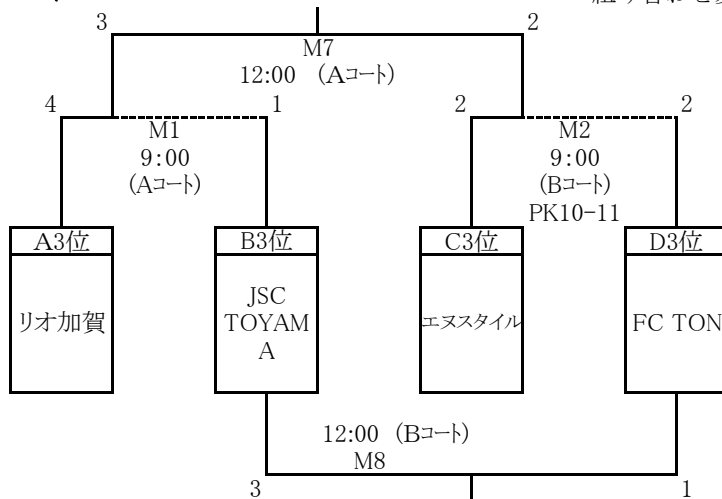 3
2
M7
12:00 (Aコート)
4
1
2
2
M1
9:00
(Aコート)
M2
9:00
(Bコート)
PK10-11
A3位
B3位
C3位
D3位
リオ加賀
JSC
TOYAM
A
エヌスタイル
FC TON
12:00 (Bコート)
M8
3
1